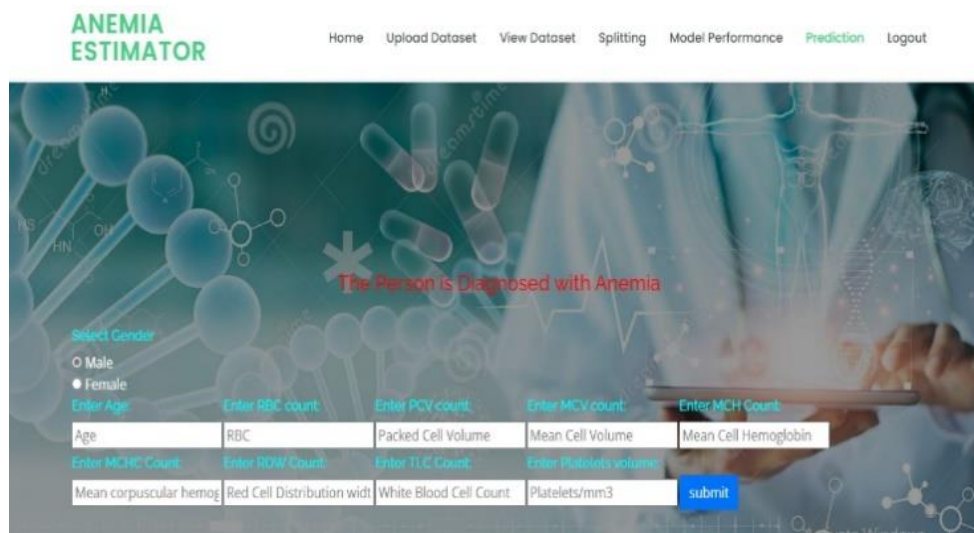 ANEMIA
ESTIMATOR
Home Upload Dataset View Dataset Splitting Model Performance Prediction Logout
The Person is Diagnosed with Anemia
Select Gender
Male
Female
Enter Age: Enter RBC count: Enter PCV count: Enter MCV count: Enter MCH Count:
Age RBC Packed Cell Volume Mean Cell Volume Mean Cell Hemoglobin
Enter MCHC Count: Enter RDW Count: Enter TLC Count: Enter Platelets volume:
Mean corpuscular hemog Red Cell Distribution widt White Blood Cell Count Platelets/mm3 submit